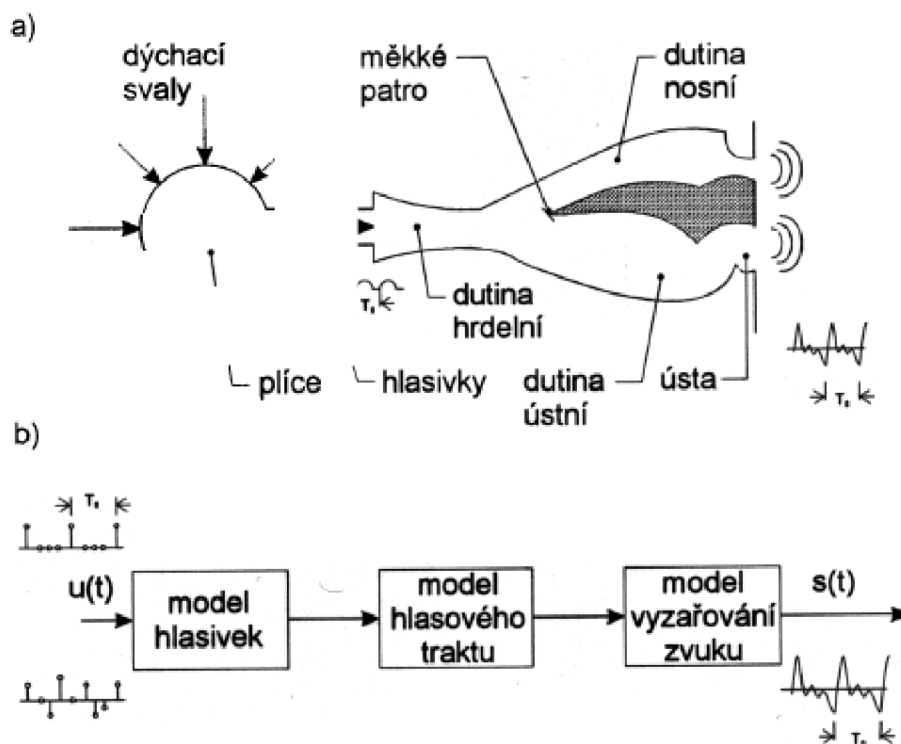 a)
dýchací
svaly
měkké
patro
dutina
nosní
dutina
hrdelní
plíce
hlasivky
dutina
ústní
ústa
b)
u(t)
model
hlasivek
model
hlasového
traktu
model
vyzařování
zvuku
s(t)